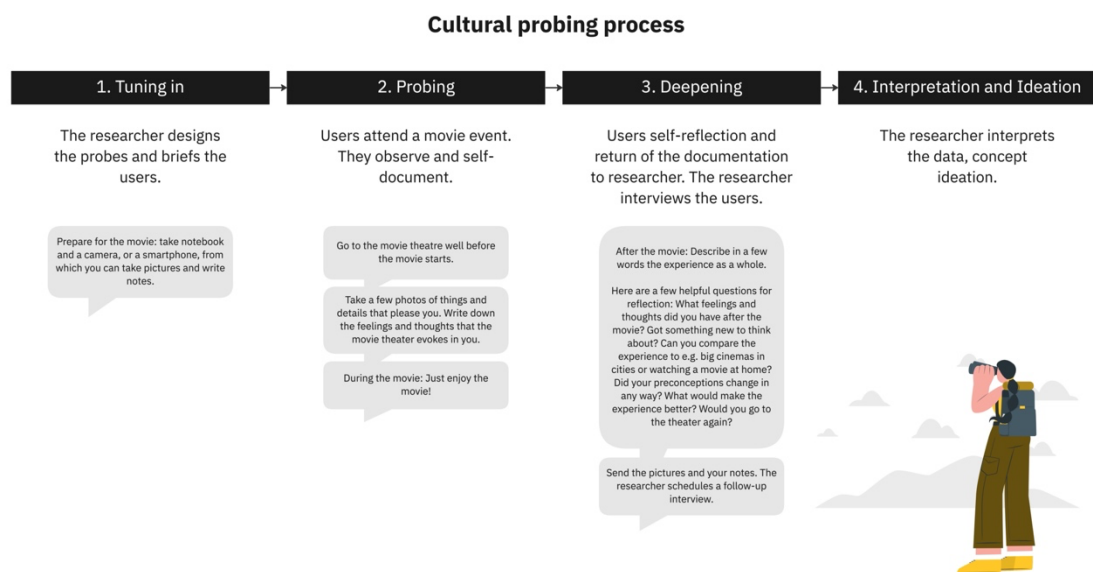 Cultural probing process
1. Tuning in
The researcher designs
the probes and briefs the
users.
Prepare for the movie: take notebook
and a camera, or a smartphone, from
which you can take pictures and write
notes.
2. Probing
Users attend a movie event.
They observe and self-
document.
Go to the movie theatre well before
the movie starts.
Take a few photos of things and
details that please you. Write down
the feelings and thoughts that the
movie theater evokes in you.
During the movie: Just enjoy the
movie!
3. Deepening
Users self-reflection and
return of the documentation
to researcher. The researcher
interviews the users.
After the movie: Describe in a few
words the experience as a whole.
Here are a few helpful questions for
reflection: What feelings and
thoughts did you have after the
movie? Got something new to think
about? Can you compare the
experience to e.g. big cinemas in
cities or watching a movie at home?
Did your preconceptions change in
any way? What would make the
experience better? Would you go to
the theater again?
Send the pictures and your notes. The
researcher schedules a follow-up
interview.
4. Interpretation and Ideation
The researcher interprets
the data, concept
ideation.